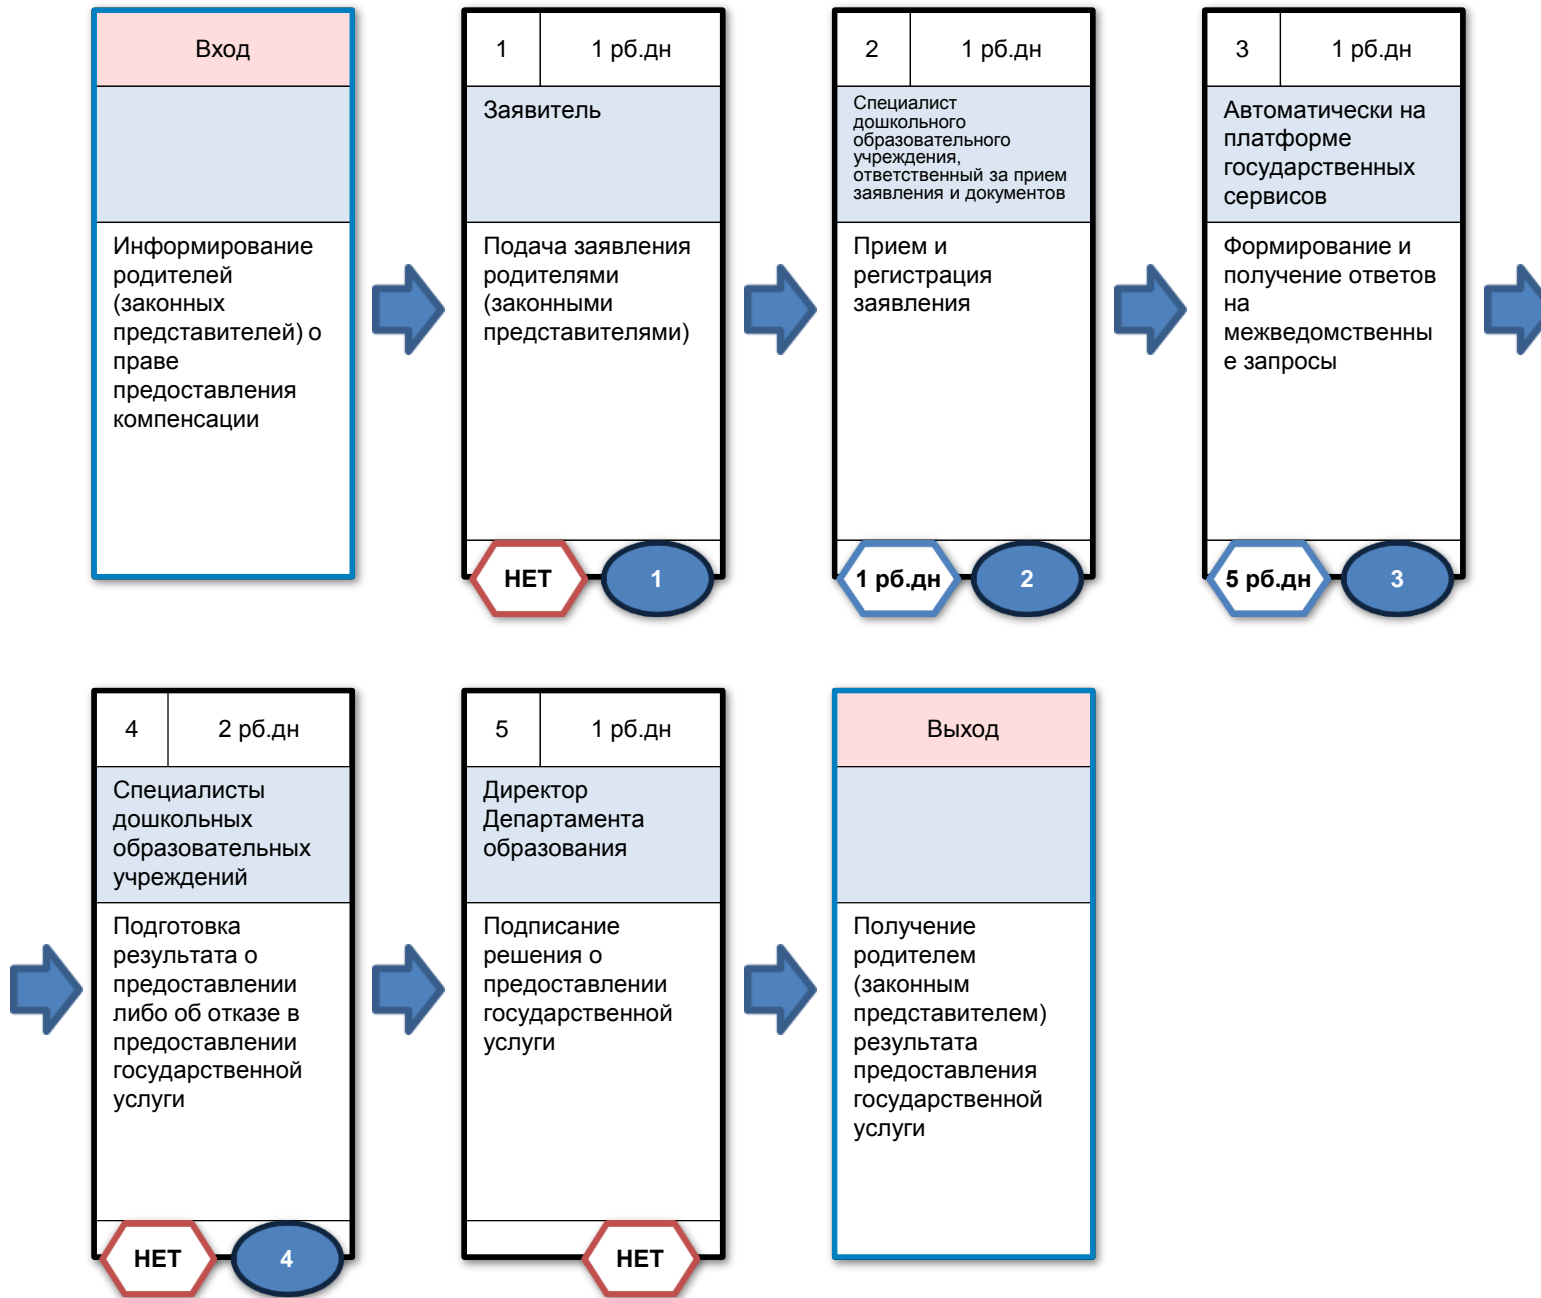 Вход
Информирование
родителей
(законных
представителей) о
праве
предоставления
компенсации
1 1 рб.дн
Заявитель
Подача заявления
родителями
(законными
представителями)
НЕТ 1
2 1 рб.дн
Специалист
дошкольного
образовательного
учреждения,
ответственный за прием
заявления и документов
Прием и
регистрация
заявления
1 рб.дн 2
3 1 рб.дн
Автоматически на
платформе
государственных
сервисов
Формирование и
получение ответов
на
межведомственны
е запросы
5 рб.дн 3
4 2 рб.дн
Специалисты
дошкольных
образовательных
учреждений
Подготовка
результата о
предоставлении
либо об отказе в
предоставлении
государственной
услуги
НЕТ 4
5 1 рб.дн
Директор
Департамента
образования
Подписание
решения о
предоставлении
государственной
услуги
НЕТ
Выход
Получение
родителем
(законным
представителем)
результата
предоставления
государственной
услуги